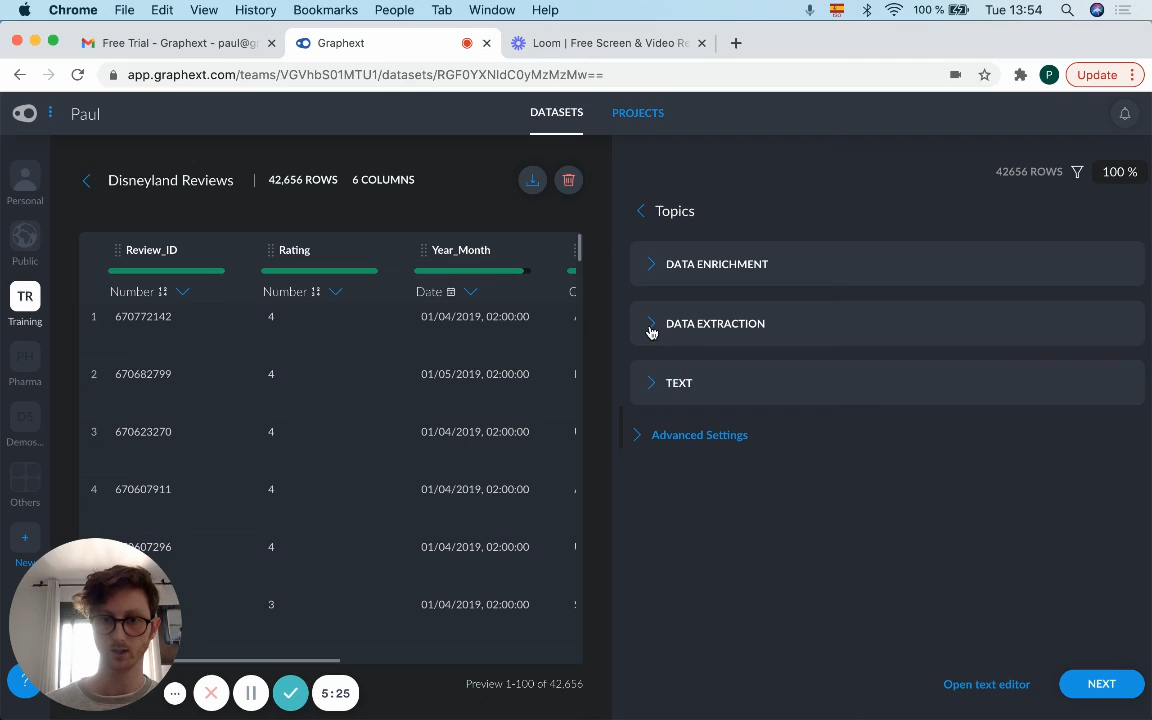 Chrome File Edit View History Bookmarks People Tab Window Help ISO 100 % Tue 13:54
Free Trial - Graphext - paul@gr Graphext Loom | Free Screen & Video Re
app.graphext.com/teams/VGVhbS01MTU1/datasets/RGF0YXNldC0yMzMzMw== P Update
Paul DATASETS PROJECTS
Personal
Public
TR
Training
PH
Pharma
DS
Demos...
Others
+
New
Disneyland Reviews | 42,656 ROWS 6 COLUMNS
Review_ID Rating Year_Month
Number Number Date
1 670772142 4 01/04/2019, 02:00:00
2 670682799 4 01/05/2019, 02:00:00
3 670623270 4 01/04/2019, 02:00:00
4 670607911 4 01/04/2019, 02:00:00
607296 4 01/04/2019, 02:00:00
3 01/04/2019, 02:00:00
Preview 1-100 of 42,656
?
5:25
42656 ROWS 100 %
Topics
DATA ENRICHMENT
DATA EXTRACTION
TEXT
Advanced Settings
Open text editor NEXT